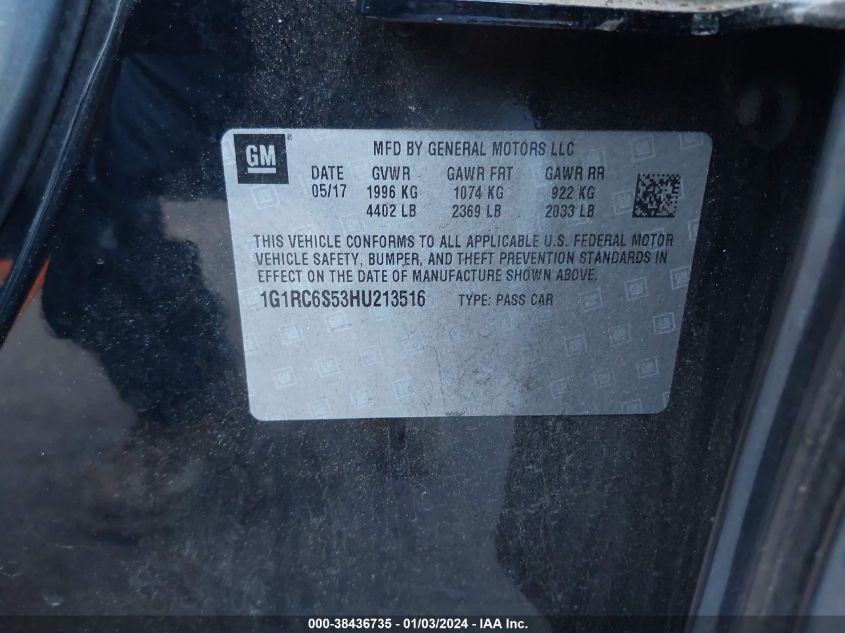 GM
MFD BY GENERAL MOTORS LLC
DATE GVWR GAWR FRT GAWR RR
05/17 1996 KG 1074 KG 922 KG
4402 LB 2369 LB 2033 LB
THIS VEHICLE CONFORMS TO ALL APPLICABLE U.S. FEDERAL MOTOR
VEHICLE SAFETY, BUMPER, AND THEFT PREVENTION STANDARDS IN
EFFECT ON THE DATE OF MANUFACTURE SHOWN ABOVE.
1G1RC6S53HU213516 TYPE: PASS CAR
000-38436735 - 01/03/2024 - IAA Inc.